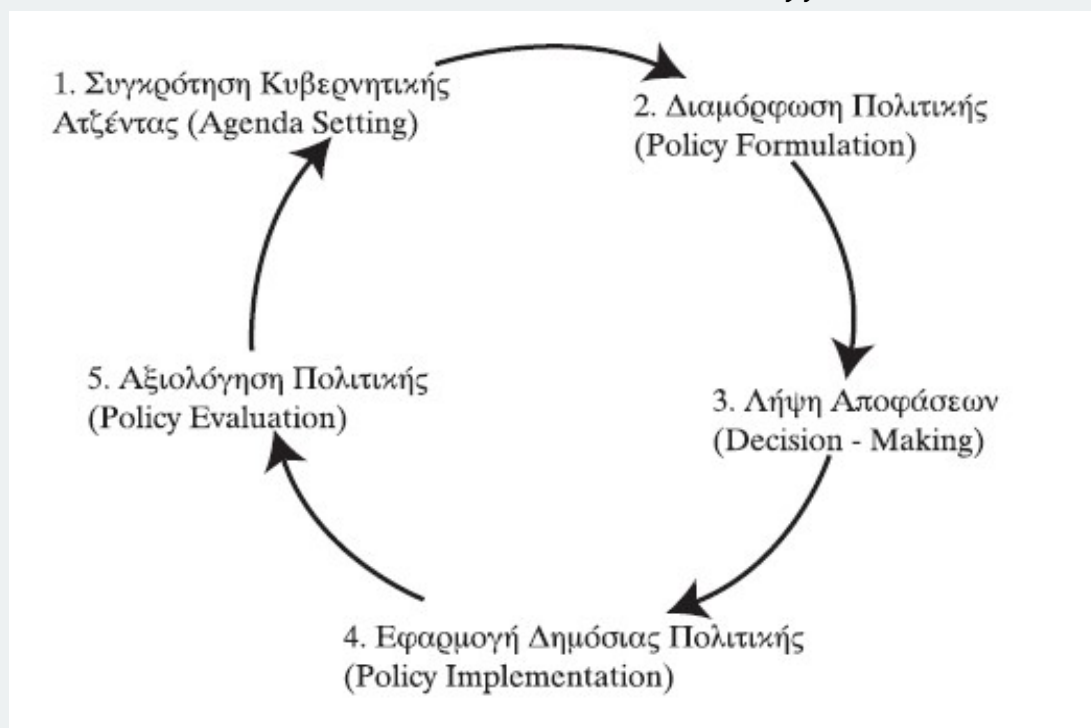 1. Συγκρότηση Κυβερνητικής
Ατζέντας (Agenda Setting)
2. Διαμόρφωση Πολιτικής
(Policy Formulation)
3. Λήψη Αποφάσεων
(Decision - Making)
4. Εφαρμογή Δημόσιας Πολιτικής
(Policy Implementation)
5. Αξιολόγηση Πολιτικής
(Policy Evaluation)